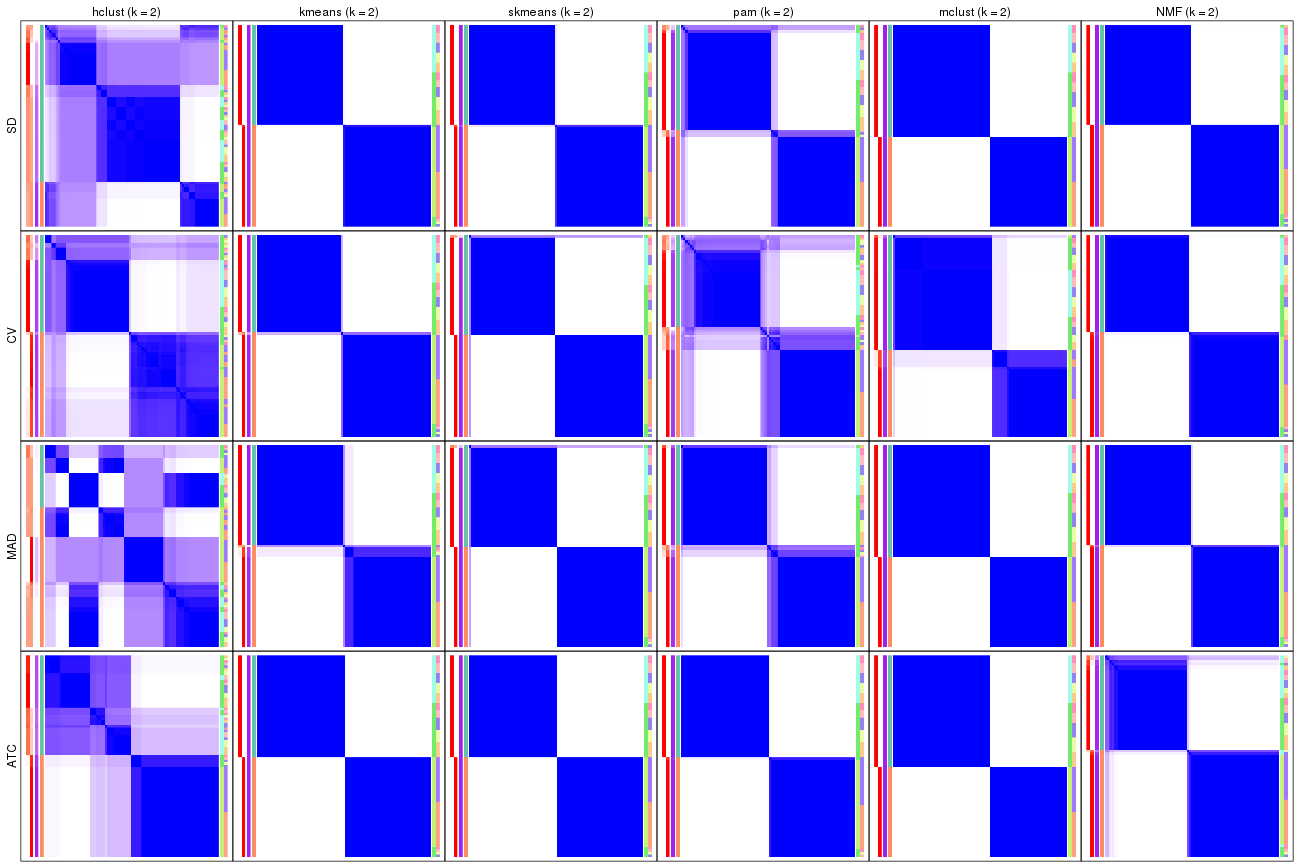 hclust (k = 2) kmeans (k = 2) skmeans (k = 2) pam (k = 2) mclust (k = 2) NMF (k = 2)
SD
CV
MAD
ATC